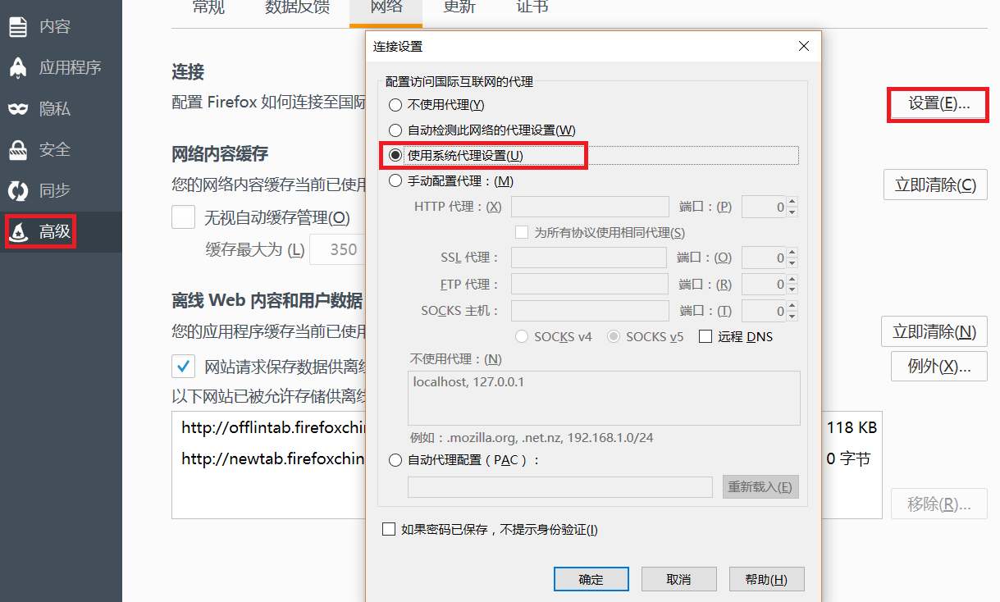 内容
应用程序
隐私
安全
同步
高级
常规 数据反馈 网络 更新 证书
连接
配置 Firefox 如何连接至国际
设置(E)...
网络内容缓存
您的网络内容缓存当前已使用
立即清除(C)
无视自动缓存管理(O)
缓存最大为 (L) 350
离线 Web 内容和用户数据
您的应用程序缓存当前已使用
立即清除(N)
网站请求保存数据供离线
例外(X)...
以下网站已被允许存储供离线
http://offlintab.firefoxchin 118 KB
http://newtab.firefoxchin 0 字节
移除(R)...
连接设置
配置访问国际互联网的代理
不使用代理(Y)
自动检测此网络的代理设置(W)
使用系统代理设置(U)
手动配置代理：(M)
HTTP 代理：(X) 端口：(P) 0
为所有协议使用相同代理(S)
SSL 代理： 端口：(O) 0
FTP 代理： 端口：(R) 0
SOCKS 主机： 端口：(T) 0
SOCKS v4 SOCKS v5 远程 DNS
不使用代理：(N)
localhost, 127.0.0.1
例如：.mozilla.org, .net.nz, 192.168.1.0/24
自动代理配置（PAC）：
重新载入(E)
如果密码已保存，不提示身份验证(I)
确定 取消 帮助(H)